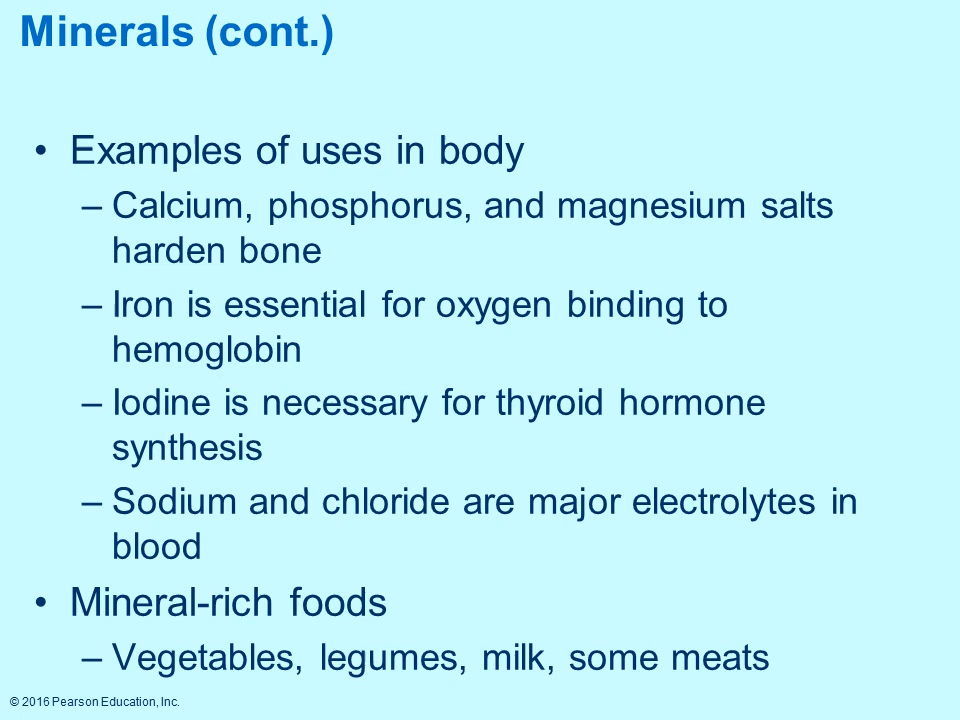 Minerals (cont.)
• Examples of uses in body
– Calcium, phosphorus, and magnesium salts
harden bone
– Iron is essential for oxygen binding to
hemoglobin
– Iodine is necessary for thyroid hormone
synthesis
– Sodium and chloride are major electrolytes in
blood
• Mineral-rich foods
– Vegetables, legumes, milk, some meats
© 2016 Pearson Education, Inc.